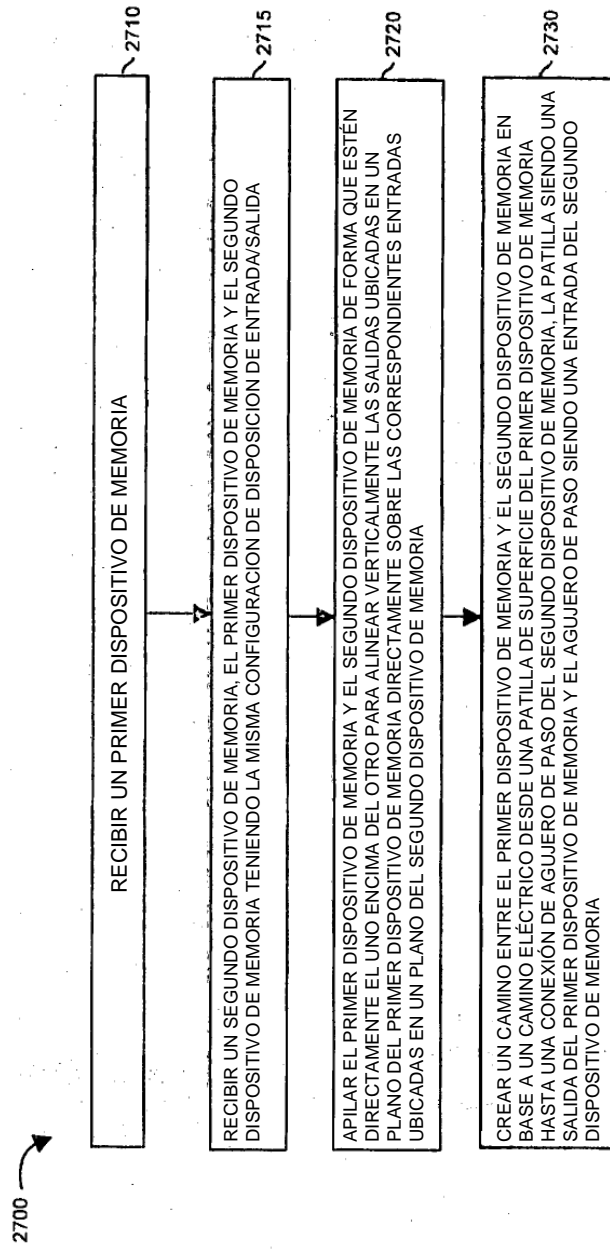 2700
RECIBIR UN PRIMER DISPOSITIVO DE MEMORIA
2710
RECIBIR UN SEGUNDO DISPOSITIVO DE MEMORIA, EL PRIMER DISPOSITIVO DE MEMORIA Y EL SEGUNDO
DISPOSITIVO DE MEMORIA TENIENDO LA MISMA CONFIGURACION DE DISPOSICION DE ENTRADA/SALIDA
2715
APILAR EL PRIMER DISPOSITIVO DE MEMORIA Y EL SEGUNDO DISPOSITIVO DE MEMORIA DE FORMA QUE ESTÉN
DIRECTAMENTE EL UNO ENCIMA DEL OTRO PARA ALINEAR VERTICALMENTE LAS SALIDAS UBICADAS EN UN
PLANO DEL PRIMER DISPOSITIVO DE MEMORIA DIRECTAMENTE SOBRE LAS CORRESPONDIENTES ENTRADAS
UBICADAS EN UN PLANO DEL SEGUNDO DISPOSITIVO DE MEMORIA
2720
CREAR UN CAMINO ENTRE EL PRIMER DISPOSITIVO DE MEMORIA Y EL SEGUNDO DISPOSITIVO DE MEMORIA EN
BASE A UN CAMINO ELÉCTRICO DESDE UNA PATILLA DE SUPERFICIE DEL PRIMER DISPOSITIVO DE MEMORIA
HASTA UNA CONEXIÓN DE AGUJERO DE PASO DEL SEGUNDO DISPOSITIVO DE MEMORIA, LA PATILLA SIENDO UNA
SALIDA DEL PRIMER DISPOSITIVO DE MEMORIA Y EL AGUJERO DE PASO SIENDO UNA ENTRADA DEL SEGUNDO
DISPOSITIVO DE MEMORIA
2730